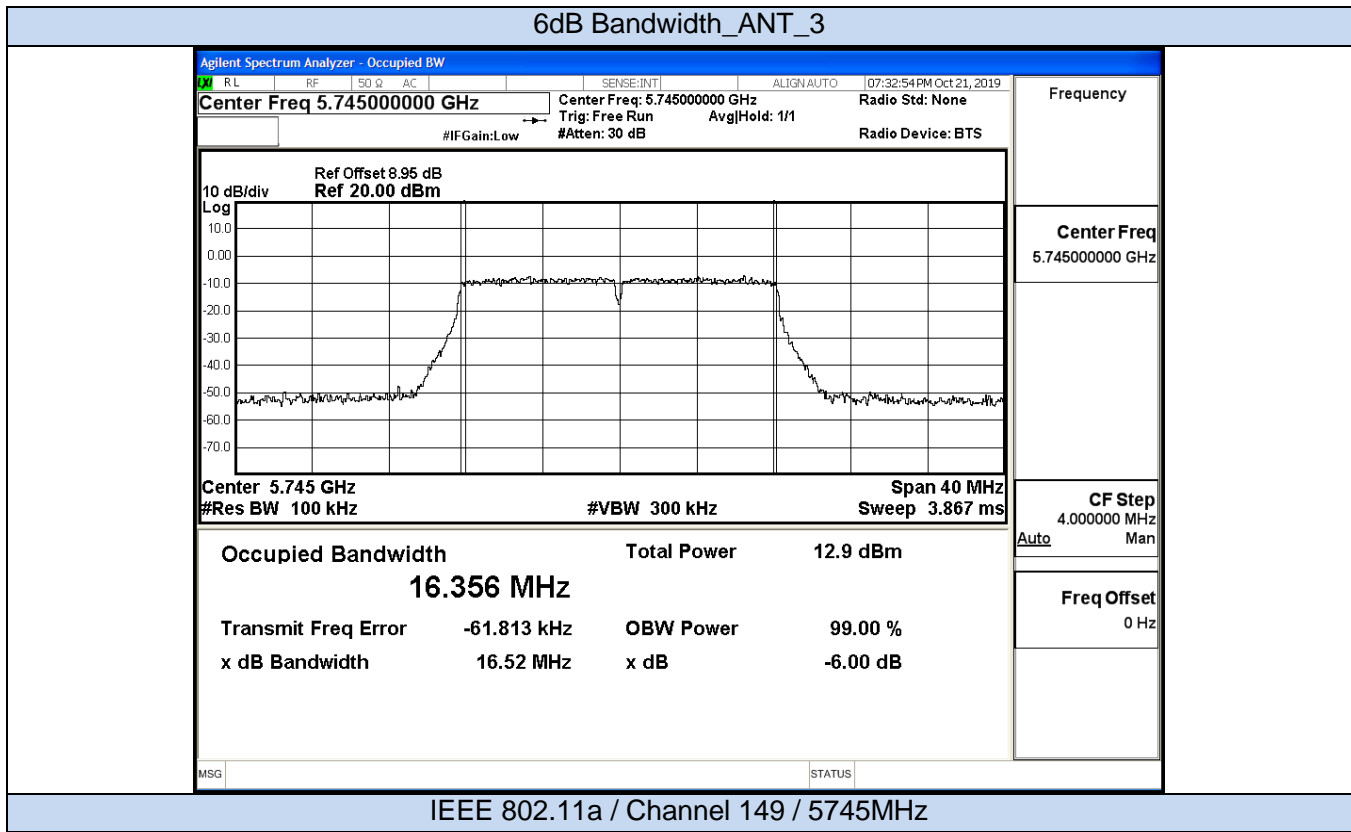 6dB Bandwidth_ANT_3
Agilent Spectrum Analyzer - Occupied BW
LXI RL RF 50 Ω AC SENSE:INT ALIGN AUTO 07:32:54 PM Oct 21, 2019
Center Freq 5.745000000 GHz
Center Freq: 5.745000000 GHz
Radio Std: None
Trig: Free Run Avg|Hold: 1/1
#IFGain:Low #Atten: 30 dB Radio Device: BTS
Frequency
Ref Offset 8.95 dB
10 dB/div Ref 20.00 dBm
Log
10.0
0.00
-10.0
-20.0
-30.0
-40.0
-50.0
-60.0
-70.0
Center 5.745 GHz Span 40 MHz
#Res BW 100 kHz #VBW 300 kHz Sweep 3.867 ms
Center Freq
5.745000000 GHz
CF Step
4.000000 MHz
Auto Man
Freq Offset
0 Hz
Occupied Bandwidth Total Power 12.9 dBm
16.356 MHz
Transmit Freq Error -61.813 kHz OBW Power 99.00 %
x dB Bandwidth 16.52 MHz x dB -6.00 dB
MSG STATUS
IEEE 802.11a / Channel 149 / 5745MHz